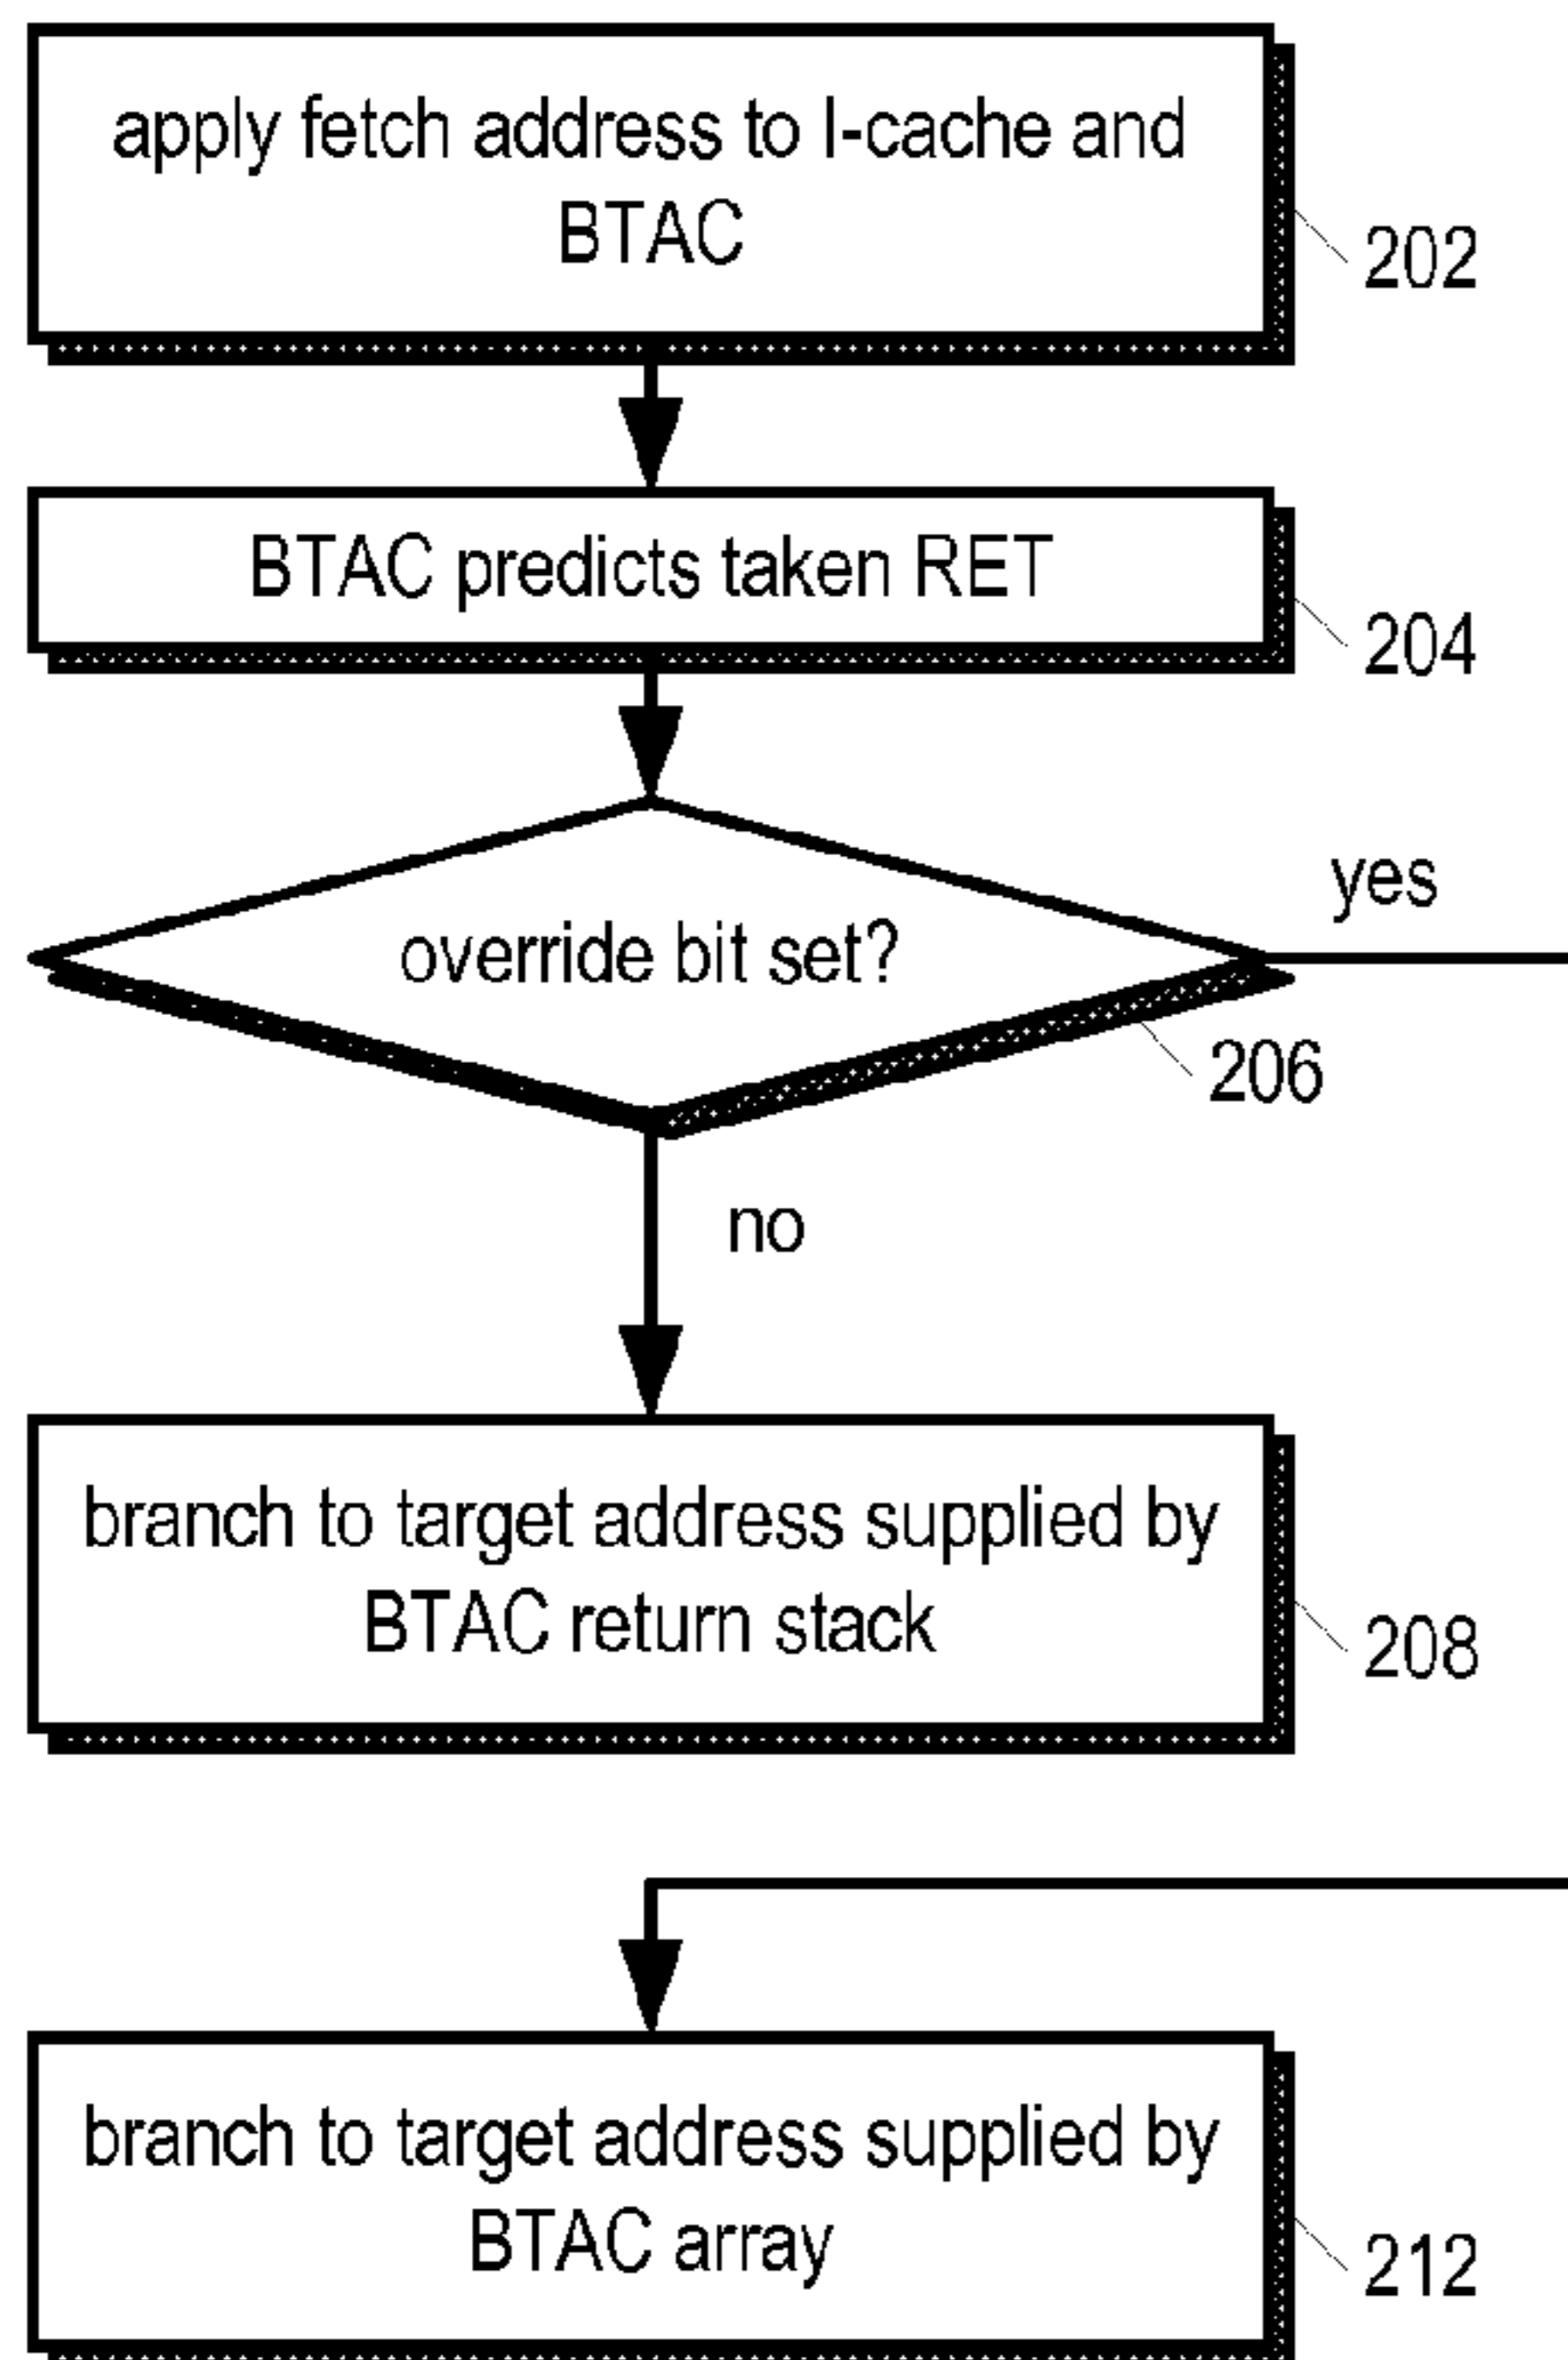 apply fetch address to I-cache and
BTAC
202
BTAC predicts taken RET
204
yes
override bit set?
206
no
branch to target address supplied by
BTAC return stack
208
branch to target address supplied by
BTAC array
212